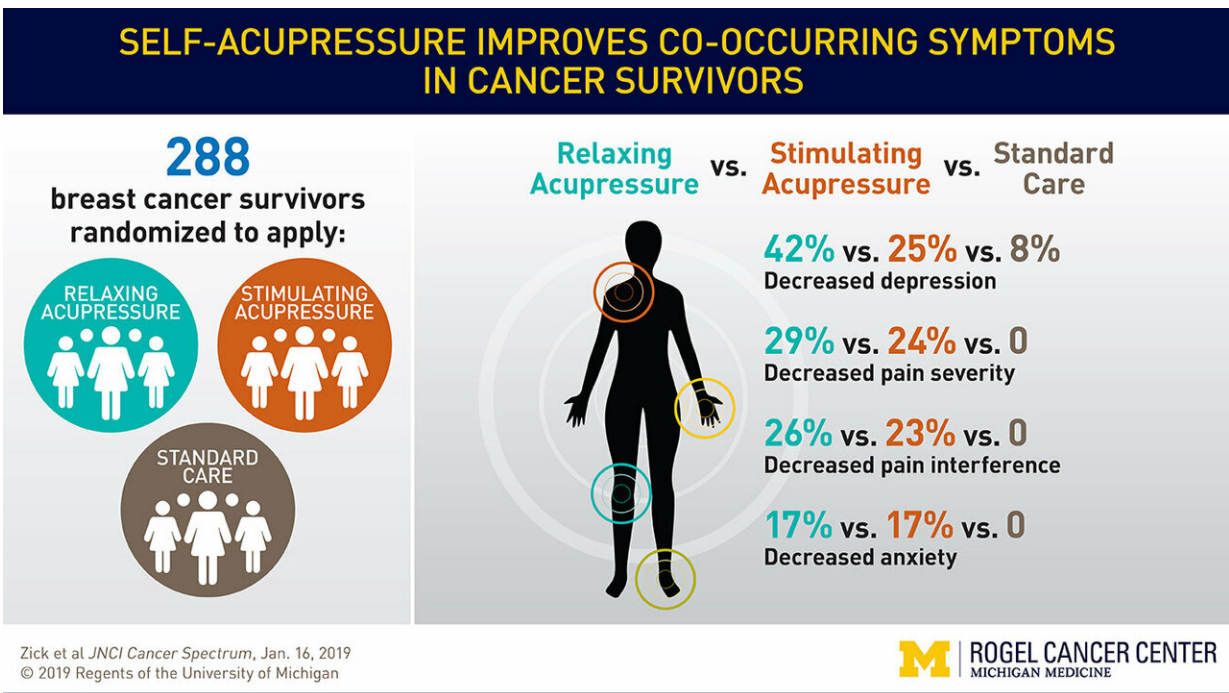 SELF-ACUPRESSURE IMPROVES CO-OCCURRING SYMPTOMS
IN CANCER SURVIVORS
288
breast cancer survivors
randomized to apply:
RELAXING
ACUPRESSURE
STIMULATING
ACUPRESSURE
STANDARD
CARE
Relaxing
Acupressure
vs.
Stimulating
Acupressure
vs.
Standard
Care
42% vs. 25% vs. 8%
Decreased depression
29% vs. 24% vs. 0
Decreased pain severity
26% vs. 23% vs. 0
Decreased pain interference
17% vs. 17% vs. 0
Decreased anxiety
Zick et al JNCI Cancer Spectrum, Jan. 16, 2019
© 2019 Regents of the University of Michigan
M
ROGEL CANCER CENTER
MICHIGAN MEDICINE